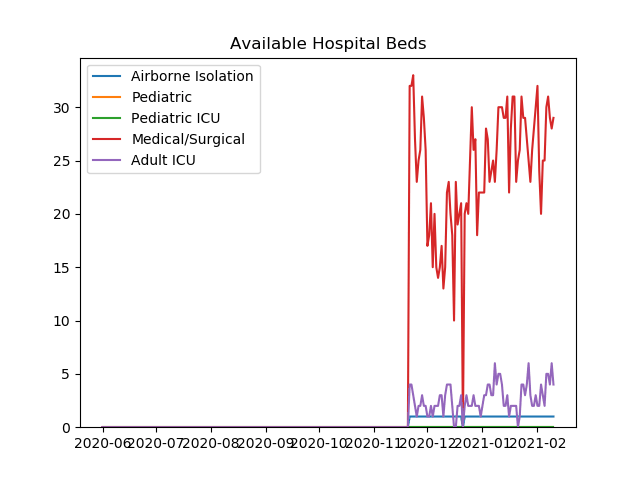 Available Hospital Beds
Airborne Isolation
Pediatric
Pediatric ICU
Medical/Surgical
Adult ICU
30
25
20
15
10
5
0
2020-06 2020-07 2020-08 2020-09 2020-10 2020-11 2020-12 2021-01 2021-02